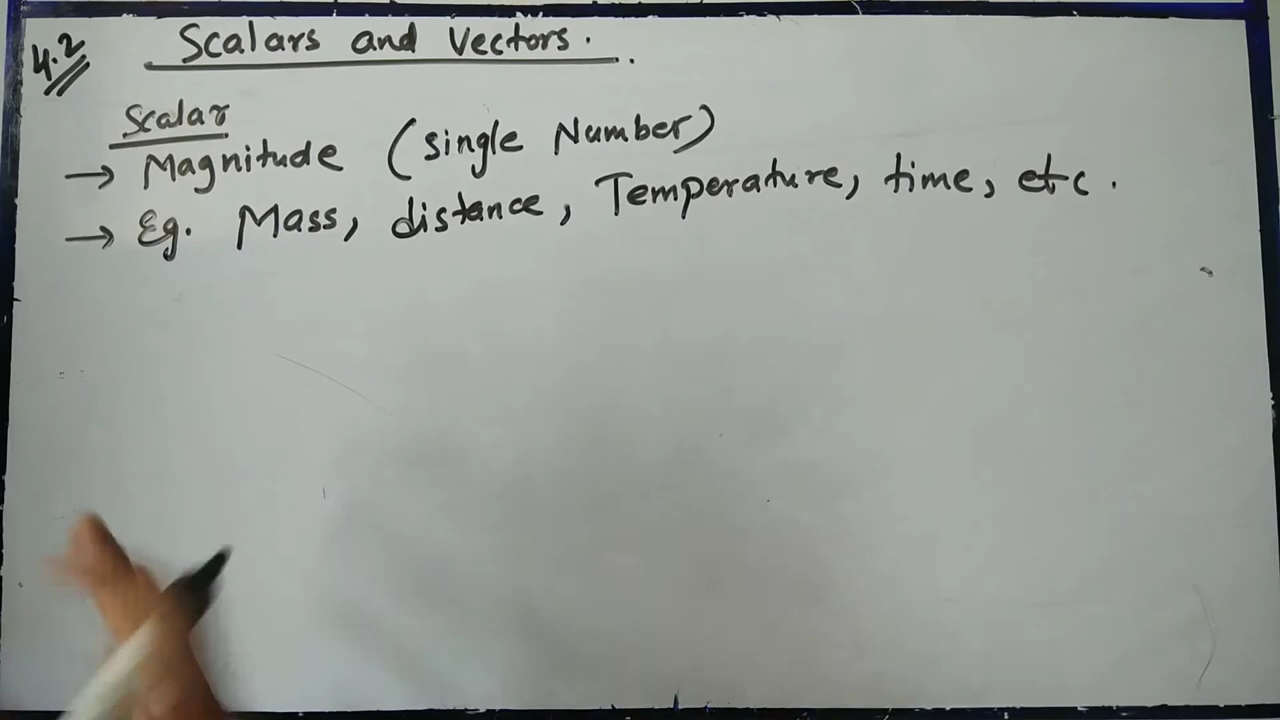 4.2 Scalars and Vectors.
Scalar
→ Magnitude (single Number)
→ Eg. Mass, distance, Temperature, time, etc.